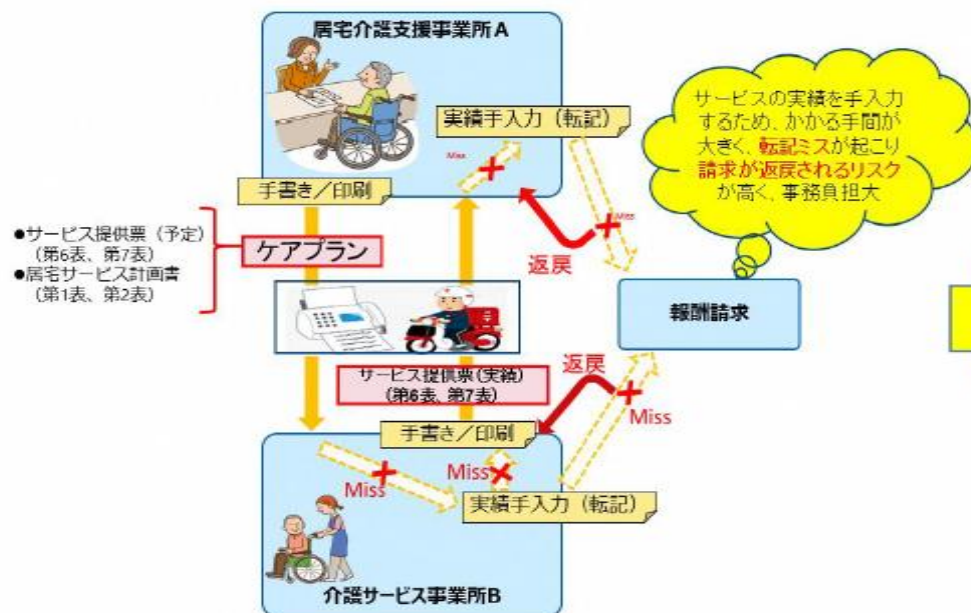 居宅介護支援事業所A
実績手入力（転記）
Miss
手書き／印刷
サービスの実績を手入力
するため、かかる手間が
大きく、転記ミスが起こり
請求が返戻されるリスク
が高く、事務負担大
Miss
返戻
●サービス提供票（予定）
（第6表、第7表）
●居宅サービス計画書
（第1表、第2表）
ケアプラン
報酬請求
返戻
サービス提供票（実績）
（第6表、第7表）
Miss
手書き／印刷
Miss
Miss
実績手入力（転記）
介護サービス事業所B